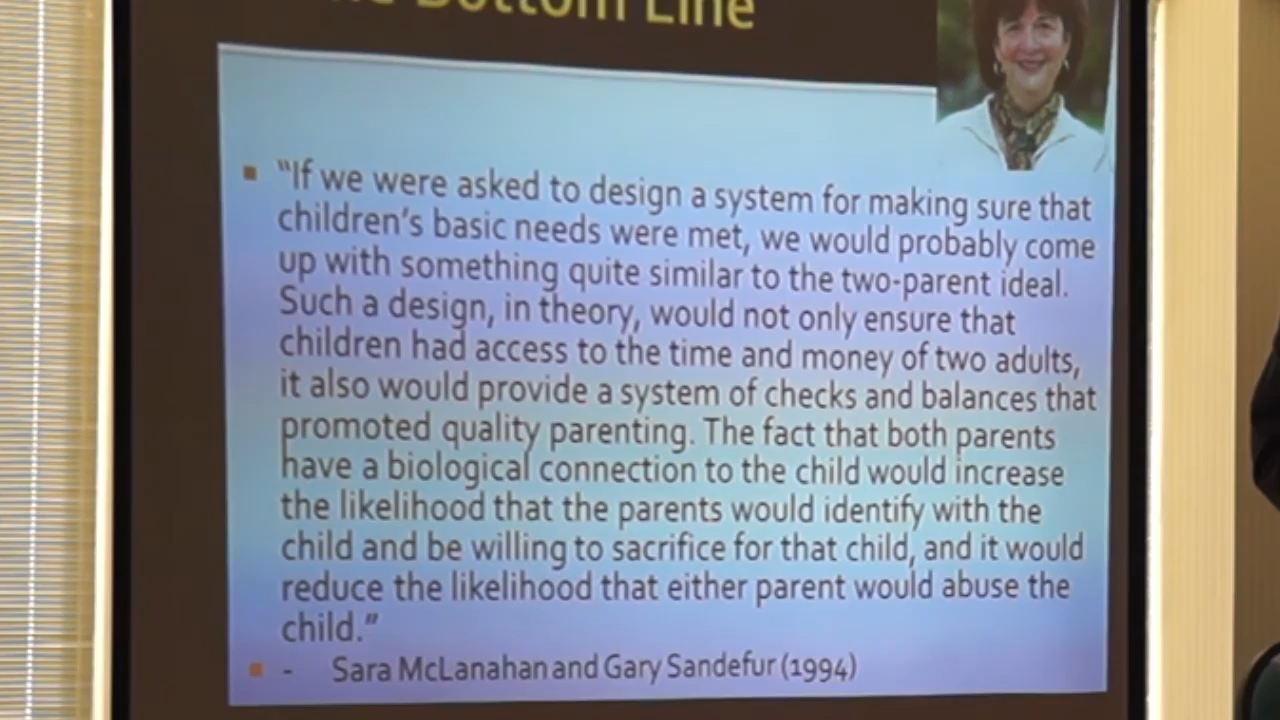 Bottom Line
"If we were asked to design a system for making sure that
children's basic needs were met, we would probably come
up with something quite similar to the two-parent ideal.
Such a design, in theory, would not only ensure that
children had access to the time and money of two adults,
it also would provide a system of checks and balances that
promoted quality parenting. The fact that both parents
have a biological connection to the child would increase
the likelihood that the parents would identify with the
child and be willing to sacrifice for that child, and it would
reduce the likelihood that either parent would abuse the
child."
- Sara McLanahan and Gary Sandefur (1994)